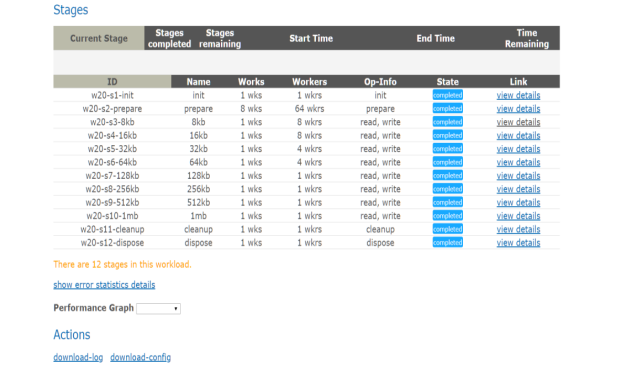 Stages
Current Stage Stages completed Stages remaining Start Time End Time Time Remaining
ID Name Works Workers Op-Info State Link
w20-s1-init init 1 wks 1 wkrs init completed view details
w20-s2-prepare prepare 8 wks 64 wkrs prepare completed view details
w20-s3-8kb 8kb 1 wks 8 wkrs read, write completed view details
w20-s4-16kb 16kb 1 wks 8 wkrs read, write completed view details
w20-s5-32kb 32kb 1 wks 4 wkrs read, write completed view details
w20-s6-64kb 64kb 1 wks 4 wkrs read, write completed view details
w20-s7-128kb 128kb 1 wks 1 wkrs read, write completed view details
w20-s8-256kb 256kb 1 wks 1 wkrs read, write completed view details
w20-s9-512kb 512kb 1 wks 1 wkrs read, write completed view details
w20-s10-1mb 1mb 1 wks 1 wkrs read, write completed view details
w20-s11-cleanup cleanup 1 wks 1 wkrs cleanup completed view details
w20-s12-dispose dispose 1 wks 1 wkrs dispose completed view details
There are 12 stages in this workload.
show error statistics details
Performance Graph
Actions
download-log download-config